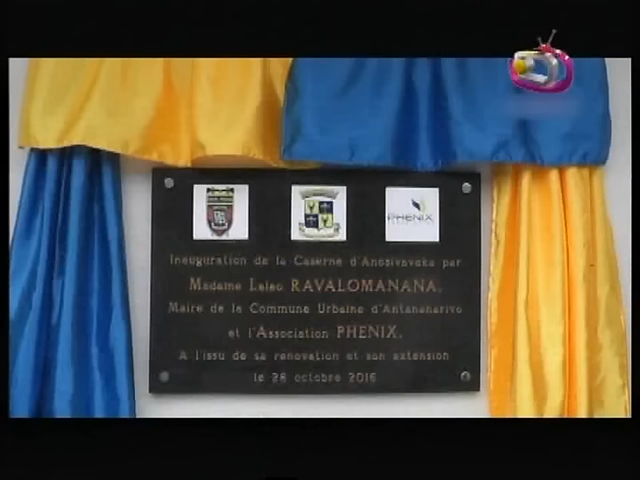 PHENIX
Inauguration de la Caserne d'Anosivavaka par
Madame Lalao RAVALOMANANA,
Maire de la Commune Urbaine d'Antananarivo
et l'Association PHENIX,
A l'issu de sa renovation et son extension
le 28 octobre 2016